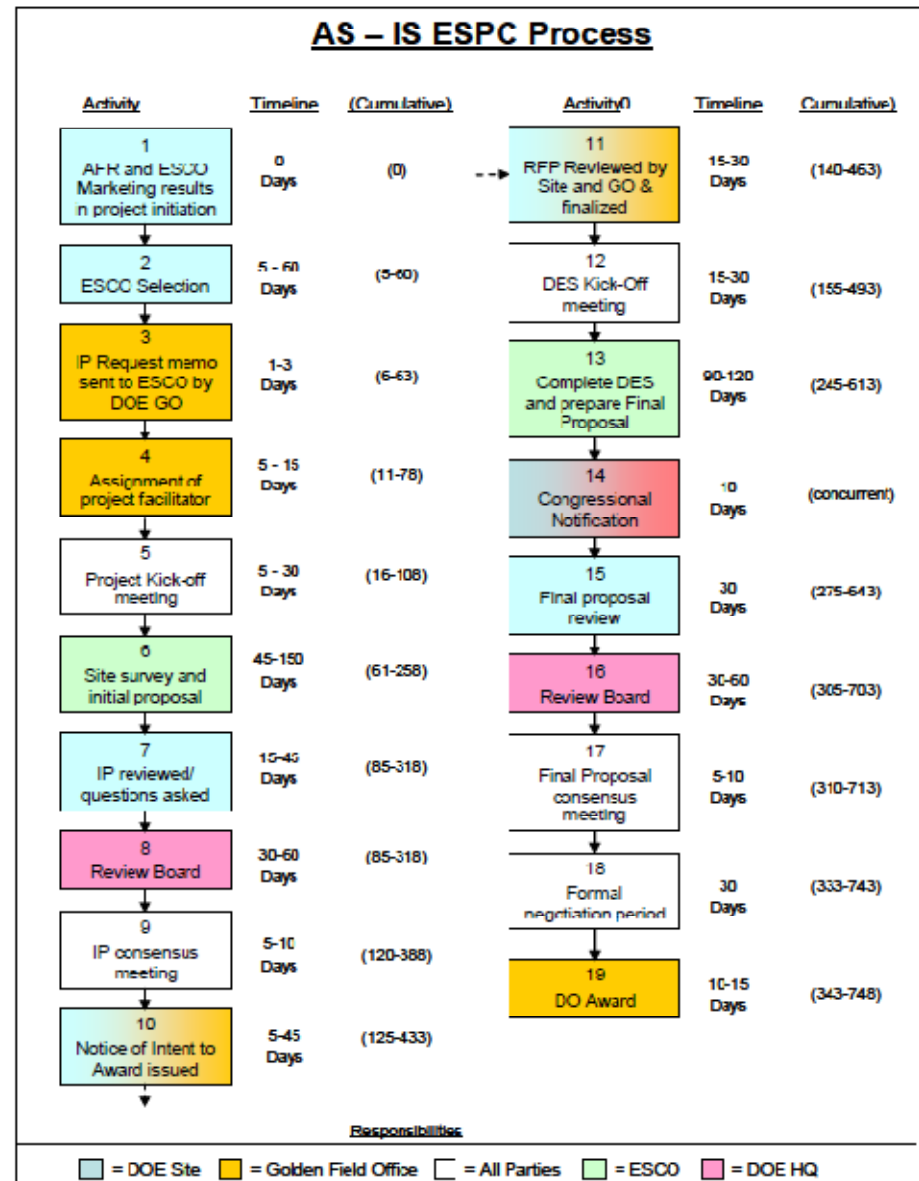 AS – IS ESPC Process
Activity Timeline (Cumulative) Activity0 Timeline Cumulative)
1
AFR and ESCO
Marketing results
in project initiation
0
Days
(0)
2
ESCO Selection
5 - 60
Days
(5-60)
3
IP Request memo
sent to ESCO by
DOE GO
1-3
Days
(6-63)
4
Assignment of
project facilitator
5 - 15
Days
(11-78)
5
Project Kick-off
meeting
5 - 30
Days
(16-108)
6
Site survey and
initial proposal
45-150
Days
(61-258)
7
IP reviewed/
questions asked
15-45
Days
(85-318)
8
Review Board
30-60
Days
(85-318)
9
IP consensus
meeting
5-10
Days
(120-388)
10
Notice of Intent to
Award issued
5-45
Days
(125-433)
11
RFP Reviewed by
Site and GO &
finalized
15-30
Days
(140-463)
12
DES Kick-Off
meeting
15-30
Days
(155-493)
13
Complete DES
and prepare Final
Proposal
90-120
Days
(245-613)
14
Congressional
Notification
10
Days
(concurrent)
15
Final proposal
review
30
Days
(275-643)
16
Review Board
30-60
Days
(305-703)
17
Final Proposal
consensus
meeting
5-10
Days
(310-713)
18
Formal
negotiation period
30
Days
(333-743)
19
DO Award
10-15
Days
(343-748)
Responsibilities
= DOE Site = Golden Field Office = All Parties = ESCO = DOE HQ